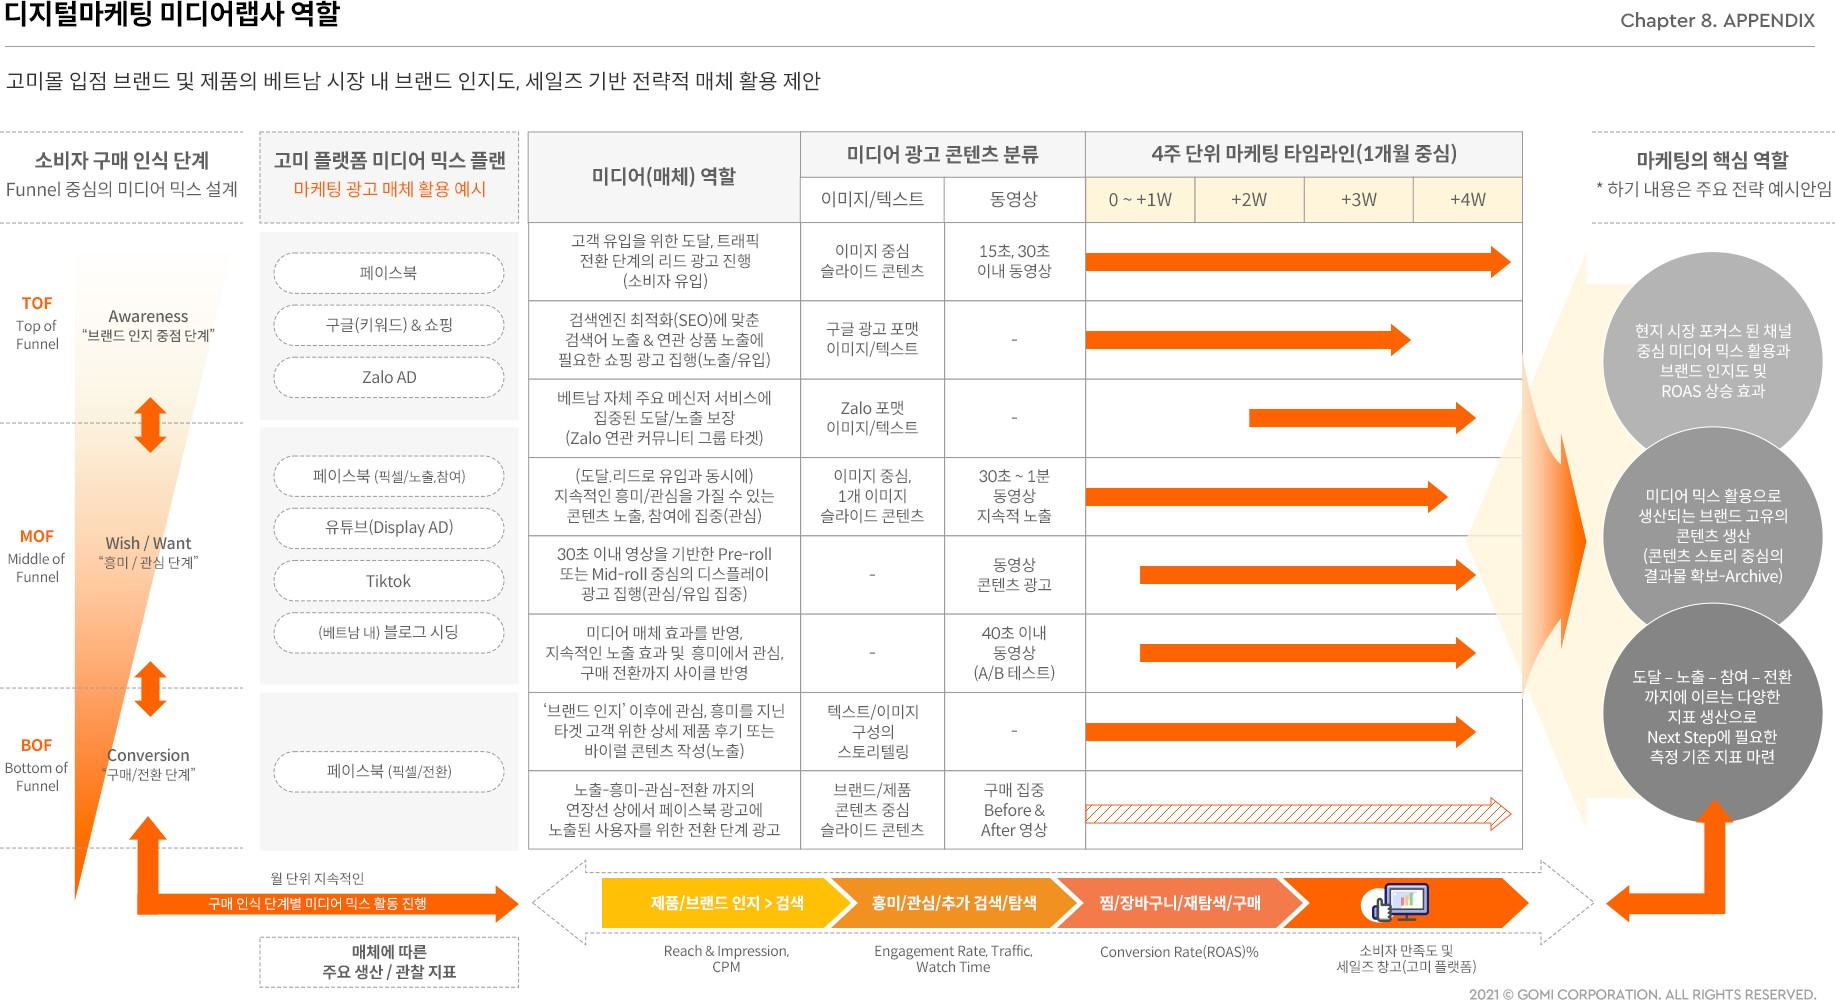 디지털마케팅 미디어랩사 역할
Chapter 8. APPENDIX
고미몰 입점 브랜드 및 제품의 베트남 시장 내 브랜드 인지도, 세일즈 기반 전략적 매체 활용 제안
소비자 구매 인식 단계
Funnel 중심의 미디어 믹스 설계
TOF
Top of
Funnel
Awareness
“브랜드 인지 중점 단계”
MOF
Middle of
Funnel
Wish / Want
“흥미 / 관심 단계”
BOF
Bottom of
Funnel
Conversion
“구매/전환 단계”
고미 플랫폼 미디어 믹스 플랜
마케팅 광고 매체 활용 예시
페이스북
구글(키워드) & 쇼핑
Zalo AD
페이스북 (픽셀/노출,참여)
유튜브(Display AD)
Tiktok
(베트남 내) 블로그 시딩
페이스북 (픽셀/전환)
미디어(매체) 역할
미디어 광고 콘텐츠 분류
4주 단위 마케팅 타임라인(1개월 중심)
이미지/텍스트
동영상
0 ~ +1W
+2W
+3W
+4W
고객 유입을 위한 도달, 트래픽
전환 단계의 리드 광고 진행
(소비자 유입)
이미지 중심
슬라이드 콘텐츠
15초, 30초
이내 동영상
검색엔진 최적화(SEO)에 맞춘
검색어 노출 & 연관 상품 노출에
필요한 쇼핑 광고 집행(노출/유입)
구글 광고 포맷
이미지/텍스트
-
베트남 자체 주요 메신저 서비스에
집중된 도달/노출 보장
(Zalo 연관 커뮤니티 그룹 타겟)
Zalo 포맷
이미지/텍스트
-
(도달.리드로 유입과 동시에)
지속적인 흥미/관심을 가질 수 있는
콘텐츠 노출, 참여에 집중(관심)
이미지 중심,
1개 이미지
슬라이드 콘텐츠
30초 ~ 1분
동영상
지속적 노출
30초 이내 영상을 기반한 Pre-roll
또는 Mid-roll 중심의 디스플레이
광고 집행(관심/유입 집중)
-
동영상
콘텐츠 광고
미디어 매체 효과를 반영,
지속적인 노출 효과 및 흥미에서 관심,
구매 전환까지 사이클 반영
-
40초 이내
동영상
(A/B 테스트)
‘브랜드 인지’ 이후에 관심, 흥미를 지닌
타겟 고객 위한 상세 제품 후기 또는
바이럴 콘텐츠 작성(노출)
텍스트/이미지
구성의
스토리텔링
-
노출-흥미-관심-전환 까지의
연장선 상에서 페이스북 광고에
노출된 사용자를 위한 전환 단계 광고
브랜드/제품
콘텐츠 중심
슬라이드 콘텐츠
구매 집중
Before &
After 영상
마케팅의 핵심 역할
* 하기 내용은 주요 전략 예시안임
현지 시장 포커스 된 채널
중심 미디어 믹스 활용과
브랜드 인지도 및
ROAS 상승 효과
미디어 믹스 활용으로
생산되는 브랜드 고유의
콘텐츠 생산
(콘텐츠 스토리 중심의
결과물 확보-Archive)
도달 – 노출 – 참여 – 전환
까지에 이르는 다양한
지표 생산으로
Next Step에 필요한
측정 기준 지표 마련
월 단위 지속적인
구매 인식 단계별 미디어 믹스 활동 진행
제품/브랜드 인지 > 검색
흥미/관심/추가 검색/탐색
찜/장바구니/재탐색/구매
매체에 따른
주요 생산 / 관찰 지표
Reach & Impression,
CPM
Engagement Rate, Traffic,
Watch Time
Conversion Rate(ROAS)%
소비자 만족도 및
세일즈 창고(고미 플랫폼)
2021 © GOMI CORPORATION. ALL RIGHTS RESERVED.